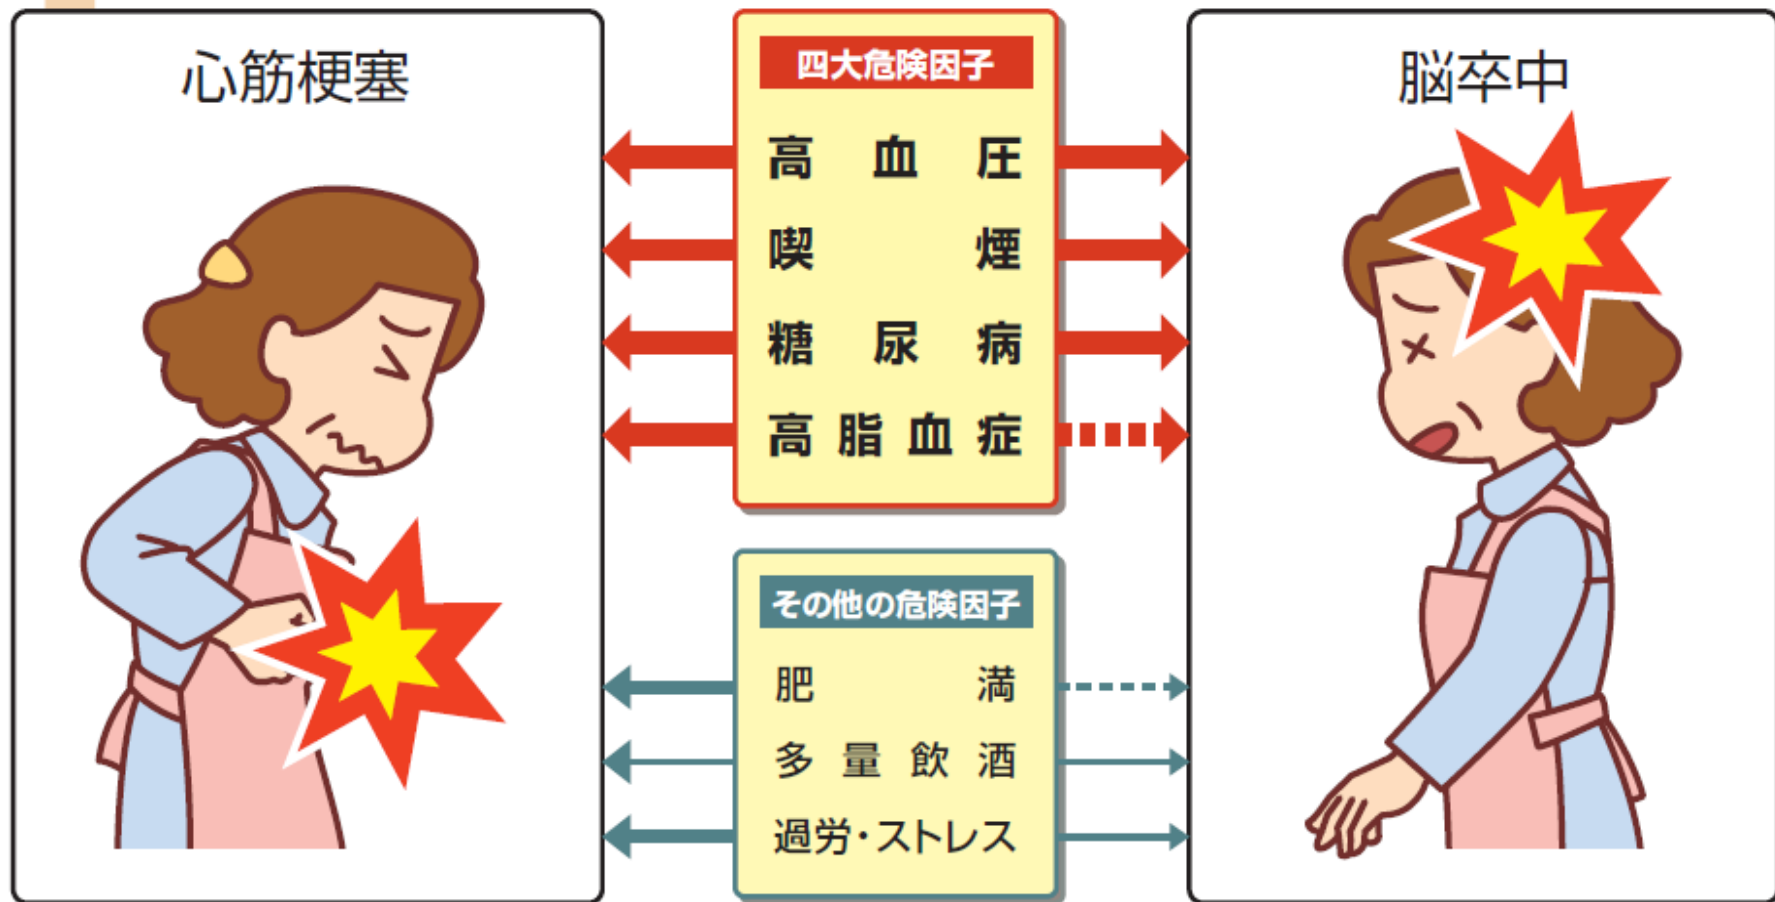 心筋梗塞
四大危険因子
高血圧
喫煙
糖尿病
高脂血症
その他の危険因子
肥満
多量飲酒
過労・ストレス
脳卒中